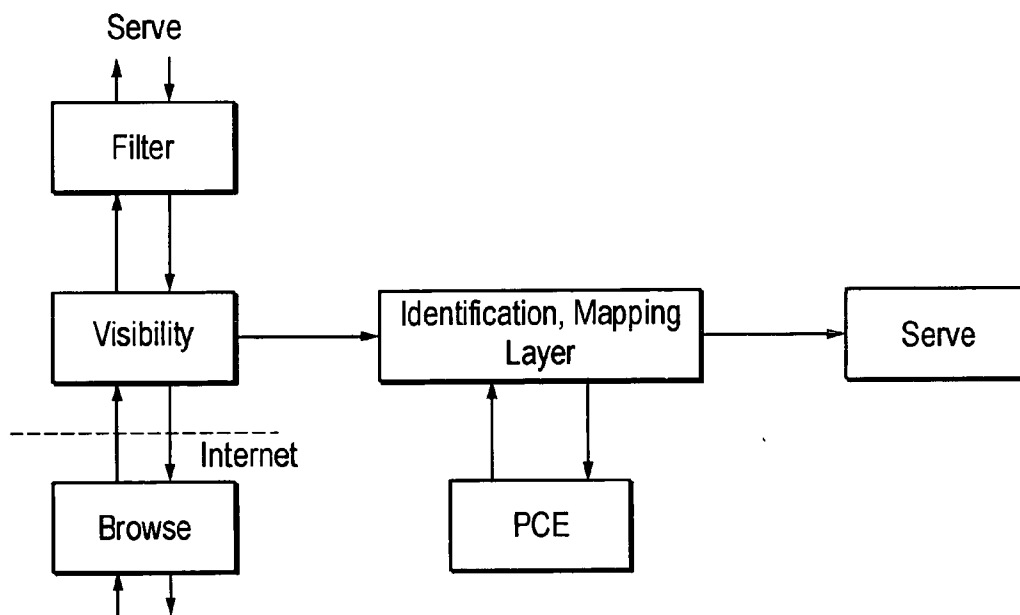 Serve
Filter
Visibility
Identification, Mapping
Layer
Serve
Internet
Browse
PCE